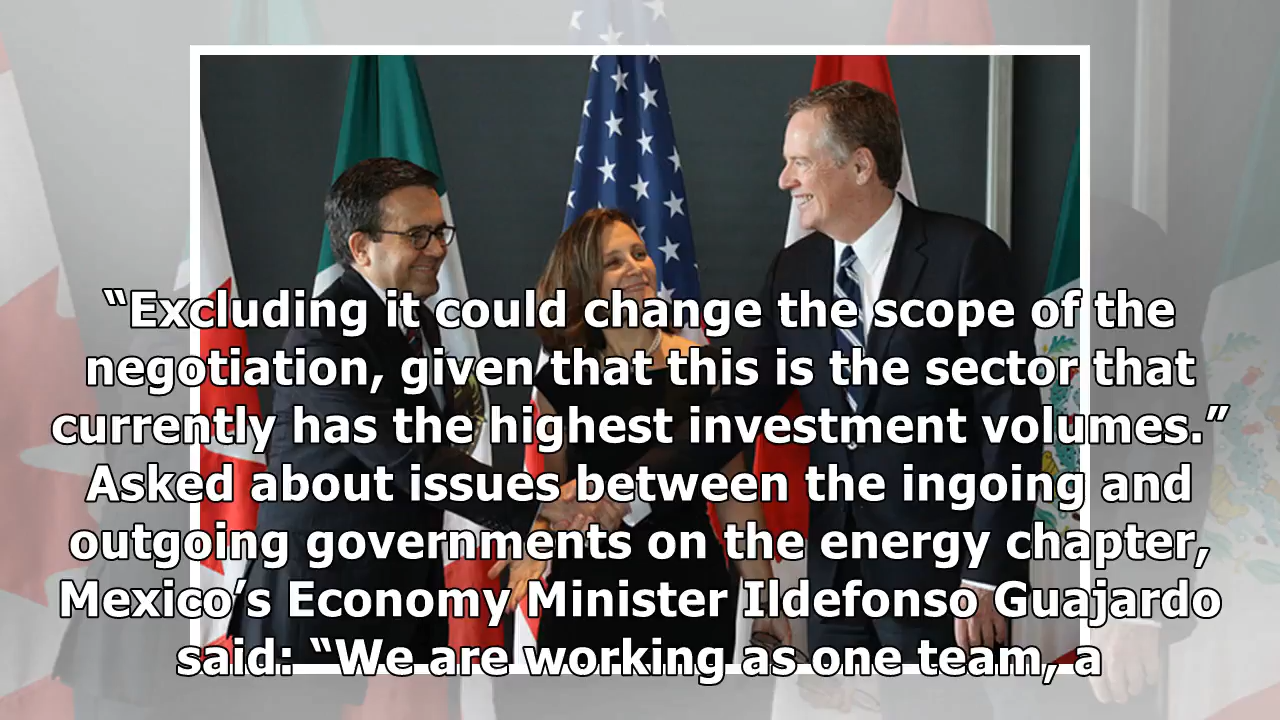 “Excluding it could change the scope of the
negotiation, given that this is the sector that
currently has the highest investment volumes.”
Asked about issues between the ingoing and
outgoing governments on the energy chapter,
Mexico’s Economy Minister Ildefonso Guajardo
said: “We are working as one team, a